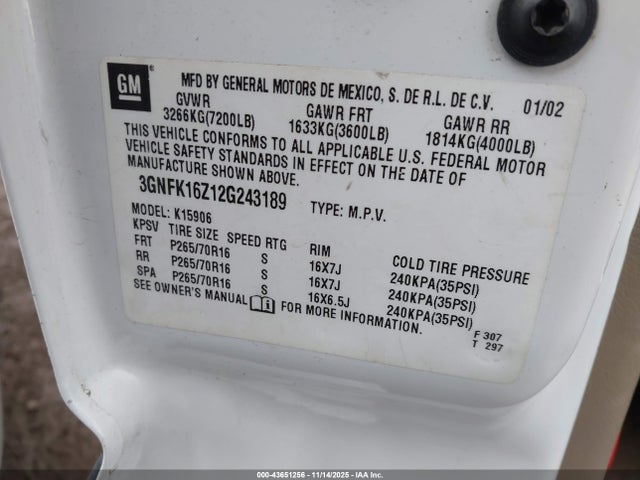 GM ®
MFD BY GENERAL MOTORS DE MEXICO, S. DE R.L. DE C.V. 01/02
GVWR GAWR FRT GAWR RR
3266KG(7200LB) 1633KG(3600LB) 1814KG(4000LB)
THIS VEHICLE CONFORMS TO ALL APPLICABLE U.S. FEDERAL MOTOR
VEHICLE SAFETY STANDARDS IN EFFECT ON THE DATE OF
MANUFACTURE SHOWN ABOVE.
3GNFK16Z12G243189 TYPE: M.P.V.
MODEL: K15906
KPSV TIRE SIZE SPEED RTG RIM COLD TIRE PRESSURE
FRT P265/70R16 S 16X7J 240KPA(35PSI)
RR P265/70R16 S 16X7J 240KPA(35PSI)
SPA P265/70R16 S 16X6.5J 240KPA(35PSI)
SEE OWNER'S MANUAL i FOR MORE INFORMATION.
F 307
T 297
000-43651256 - 11/14/2025 - IAA Inc.